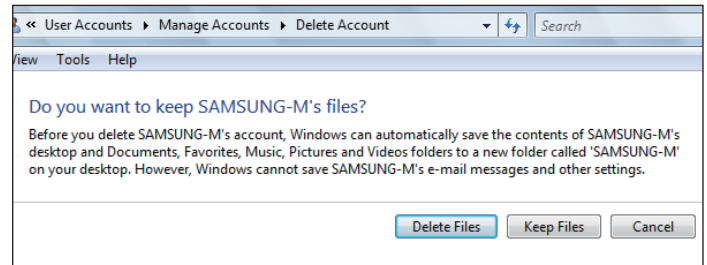 « User Accounts ▸ Manage Accounts ▸ Delete Account Search
View Tools Help
Do you want to keep SAMSUNG-M's files?
Before you delete SAMSUNG-M's account, Windows can automatically save the contents of SAMSUNG-M's
desktop and Documents, Favorites, Music, Pictures and Videos folders to a new folder called 'SAMSUNG-M'
on your desktop. However, Windows cannot save SAMSUNG-M's e-mail messages and other settings.
Delete Files Keep Files Cancel